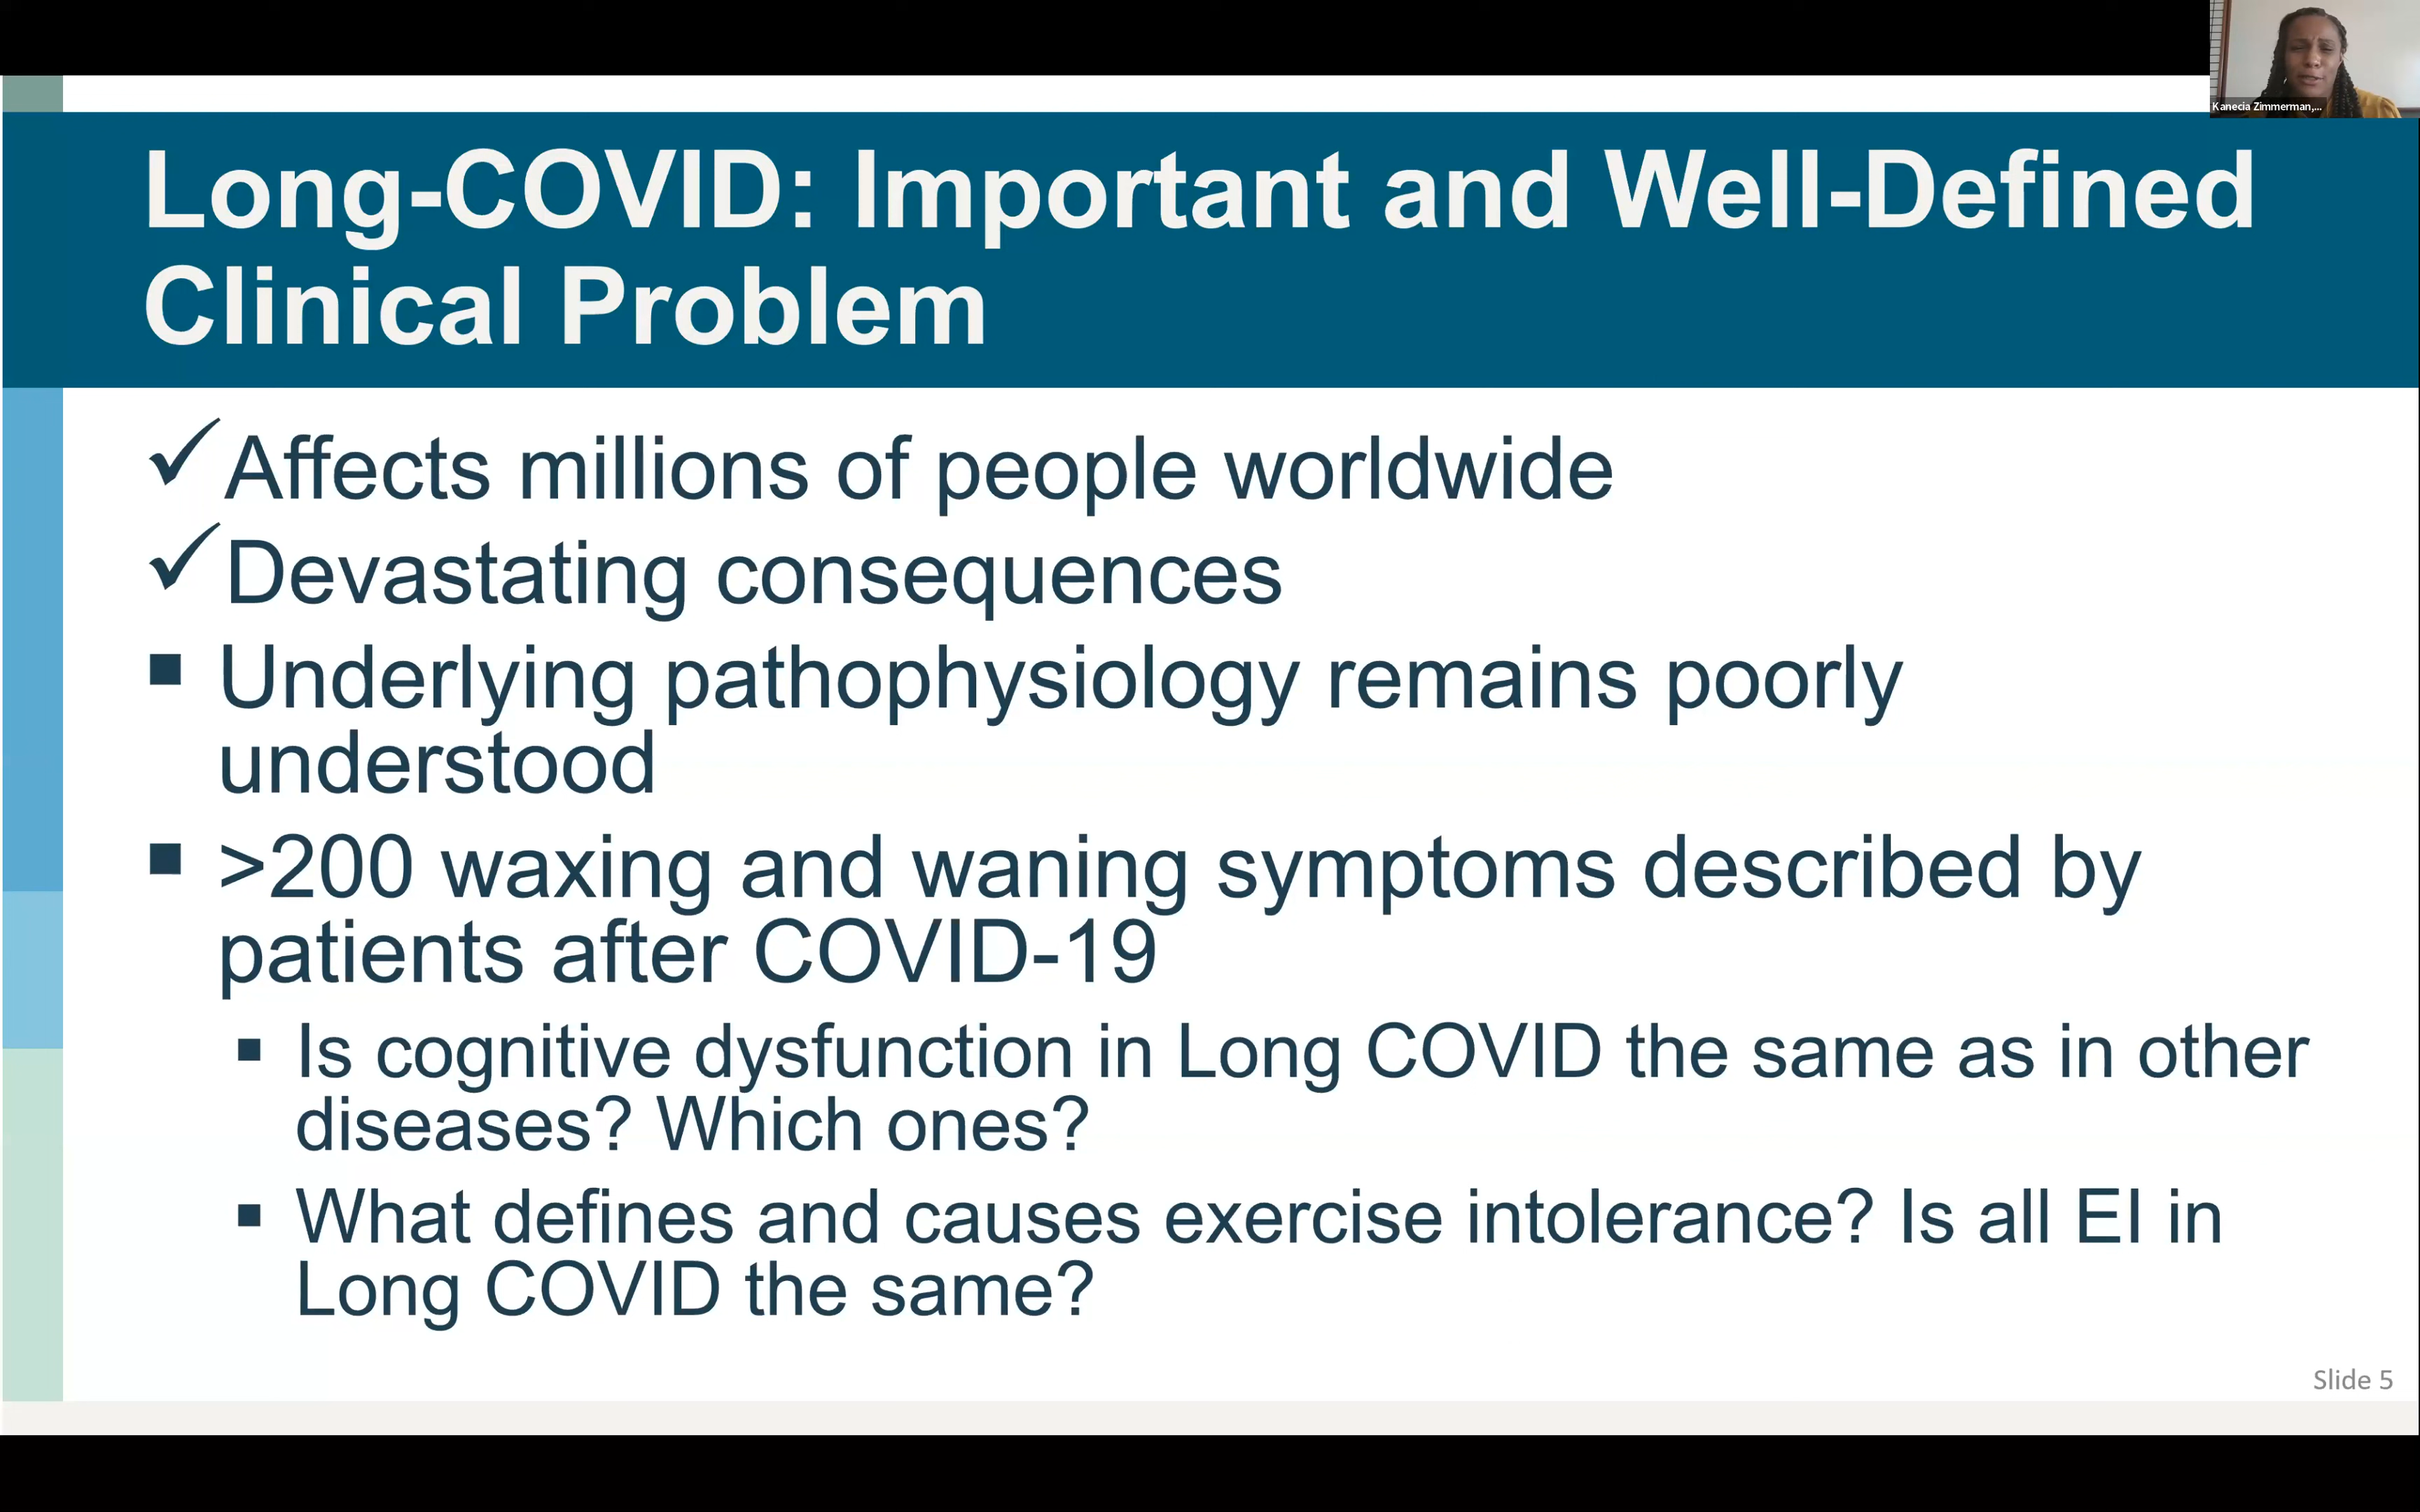 Kanecia Zimmerman,...
Long-COVID: Important and Well-Defined
Clinical Problem
✓Affects millions of people worldwide
✓Devastating consequences
▪ Underlying pathophysiology remains poorly
understood
▪ >200 waxing and waning symptoms described by
patients after COVID-19
▪ Is cognitive dysfunction in Long COVID the same as in other
diseases? Which ones?
▪ What defines and causes exercise intolerance? Is all EI in
Long COVID the same?
Slide 5